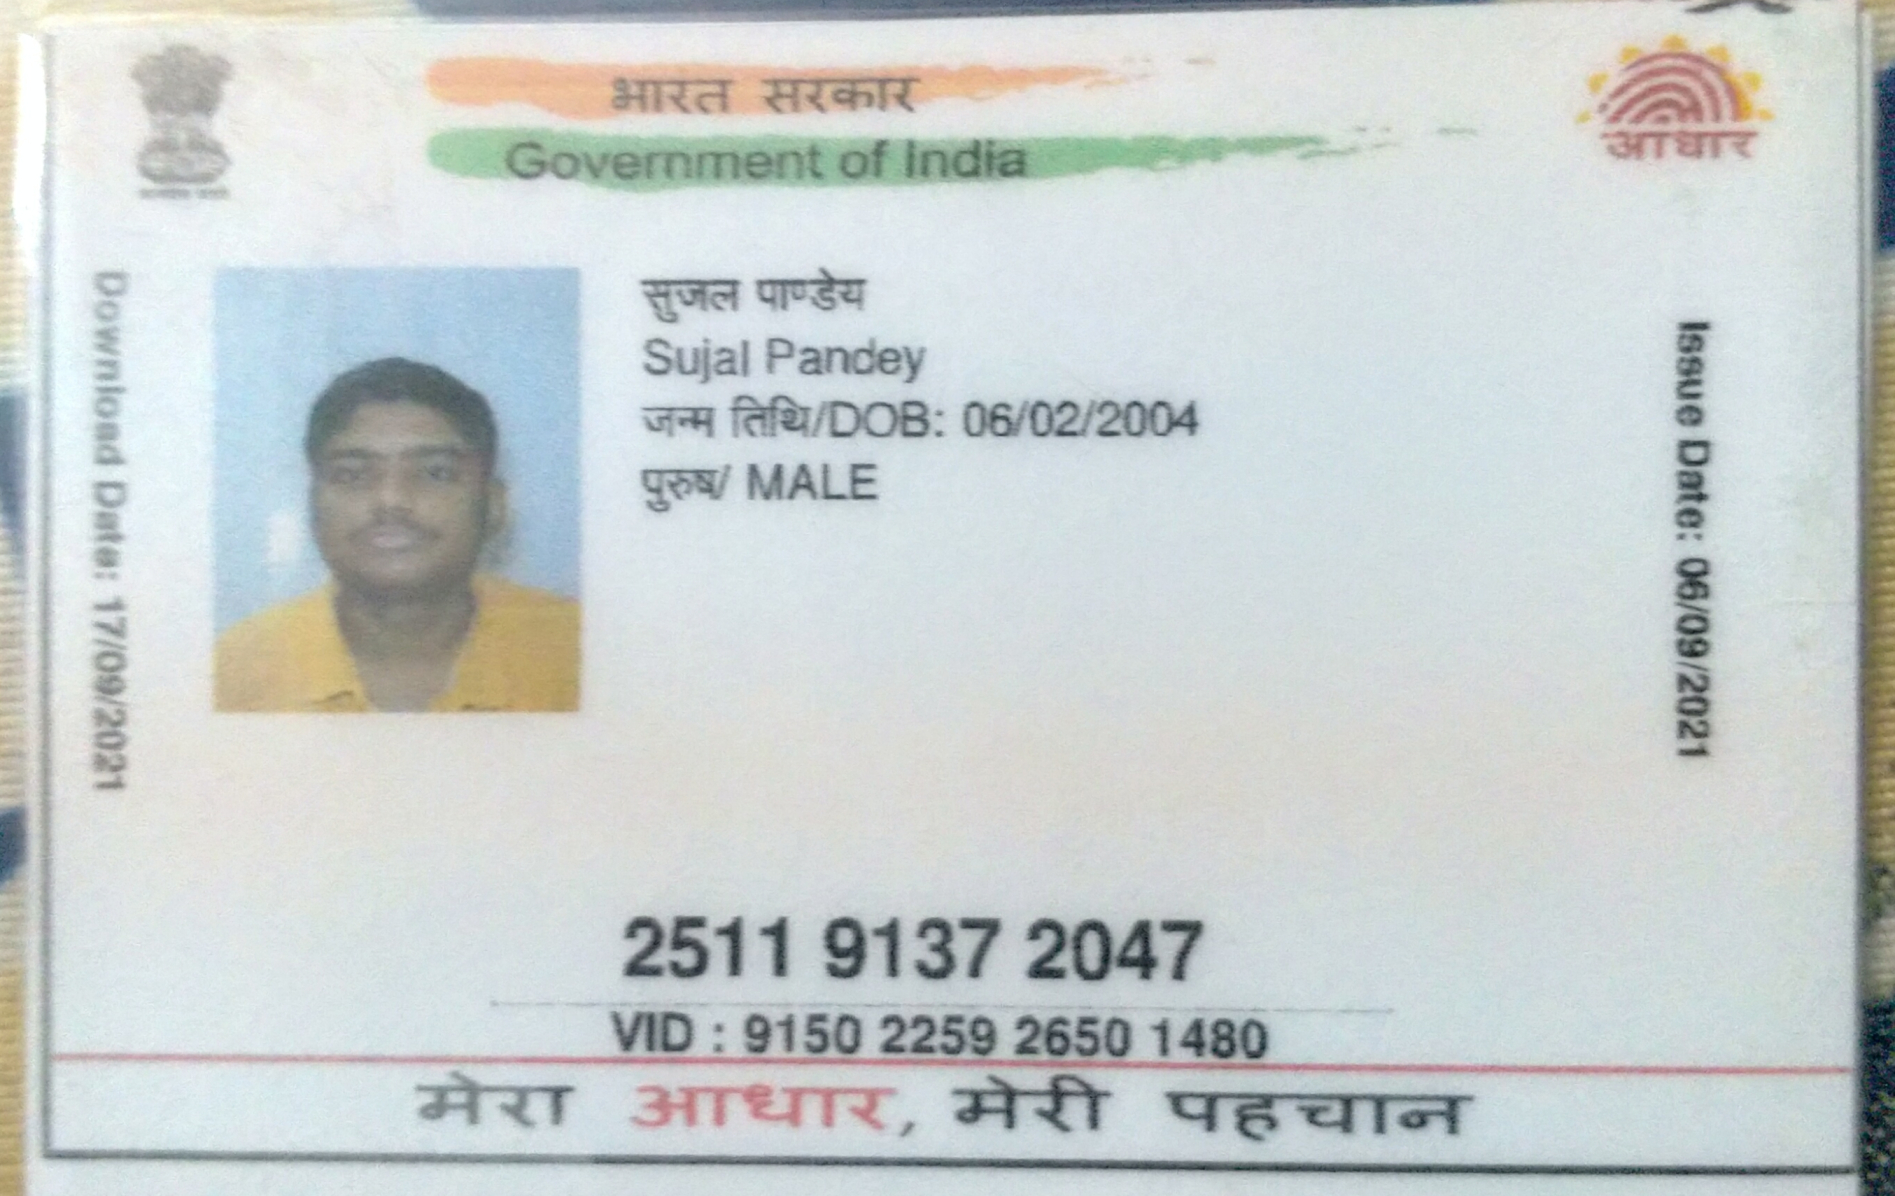 भारत सरकार
Government of India
आधार
Download Date: 17/09/2021
सुजल पाण्डेय
Sujal Pandey
जन्म तिथि/DOB: 06/02/2004
पुरुष/ MALE
Issue Date: 06/09/2021
2511 9137 2047
VID : 9150 2259 2650 1480
मेरा आधार, मेरी पहचान